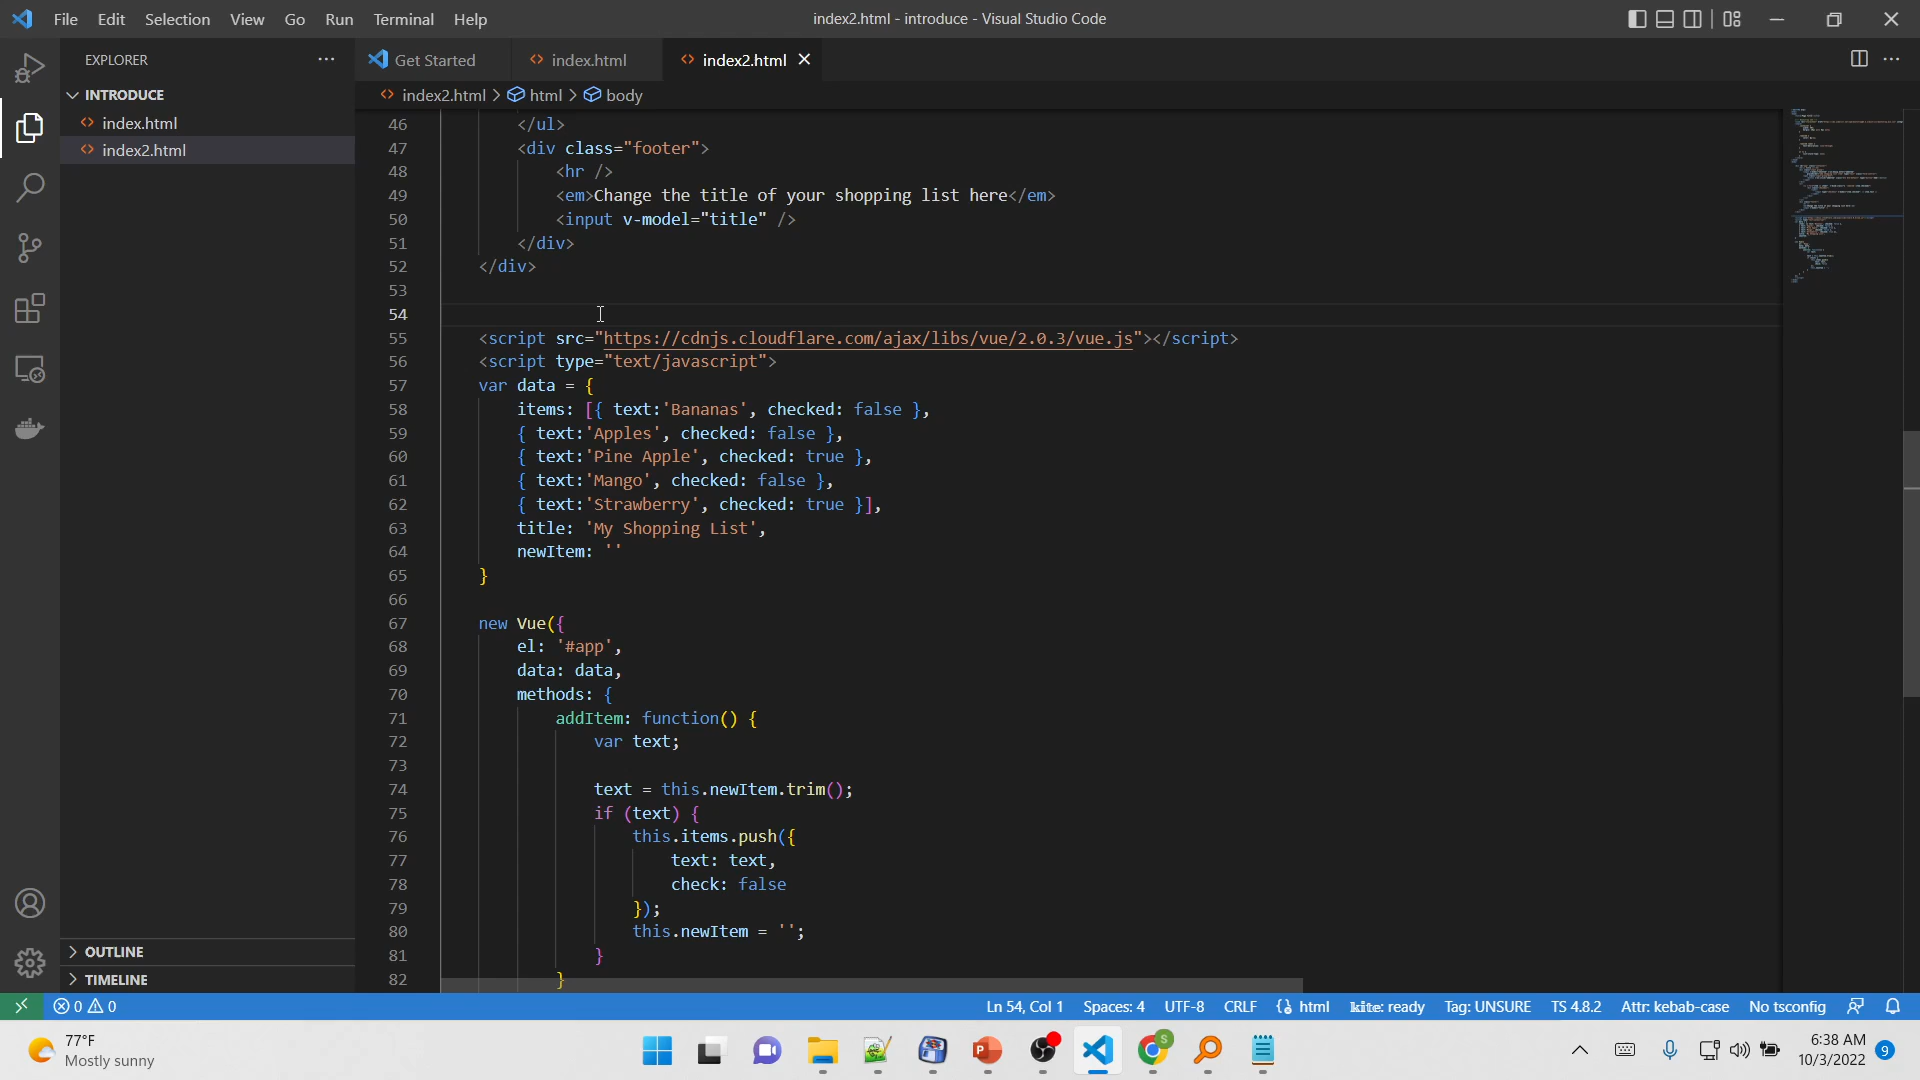 File Edit Selection View Go Run Terminal Help
index2.html - introduce - Visual Studio Code
EXPLORER
Get Started
index.html
index2.html
INTRODUCE
index2.html > html > body
index.html
index2.html
46 </ul>
47 <div class="footer">
48 <hr />
49 <em>Change the title of your shopping list here</em>
50 <input v-model="title" />
51 </div>
52 </div>
53
54
55 <script src="https://cdnjs.cloudflare.com/ajax/libs/vue/2.0.3/vue.js"></script>
56 <script type="text/javascript">
57 var data = {
58 items: [{ text:'Bananas', checked: false },
59 { text:'Apples', checked: false },
60 { text:'Pine Apple', checked: true },
61 { text:'Mango', checked: false },
62 { text:'Strawberry', checked: true }],
63 title: 'My Shopping List',
64 newItem: ''
65 }
66
67 new Vue({
68 el: '#app',
69 data: data,
70 methods: {
71 addItem: function() {
72 var text;
73
74 text = this.newItem.trim();
75 if (text) {
76 this.items.push({
77 text: text,
78 check: false
79 });
80 this.newItem = '';
81 }
82 }
OUTLINE
TIMELINE
0 0
Ln 54, Col 1 Spaces: 4 UTF-8 CRLF html kite: ready Tag: UNSURE TS 4.8.2 Attr: kebab-case No tsconfig
77°F
Mostly sunny
6:38 AM
10/3/2022
9